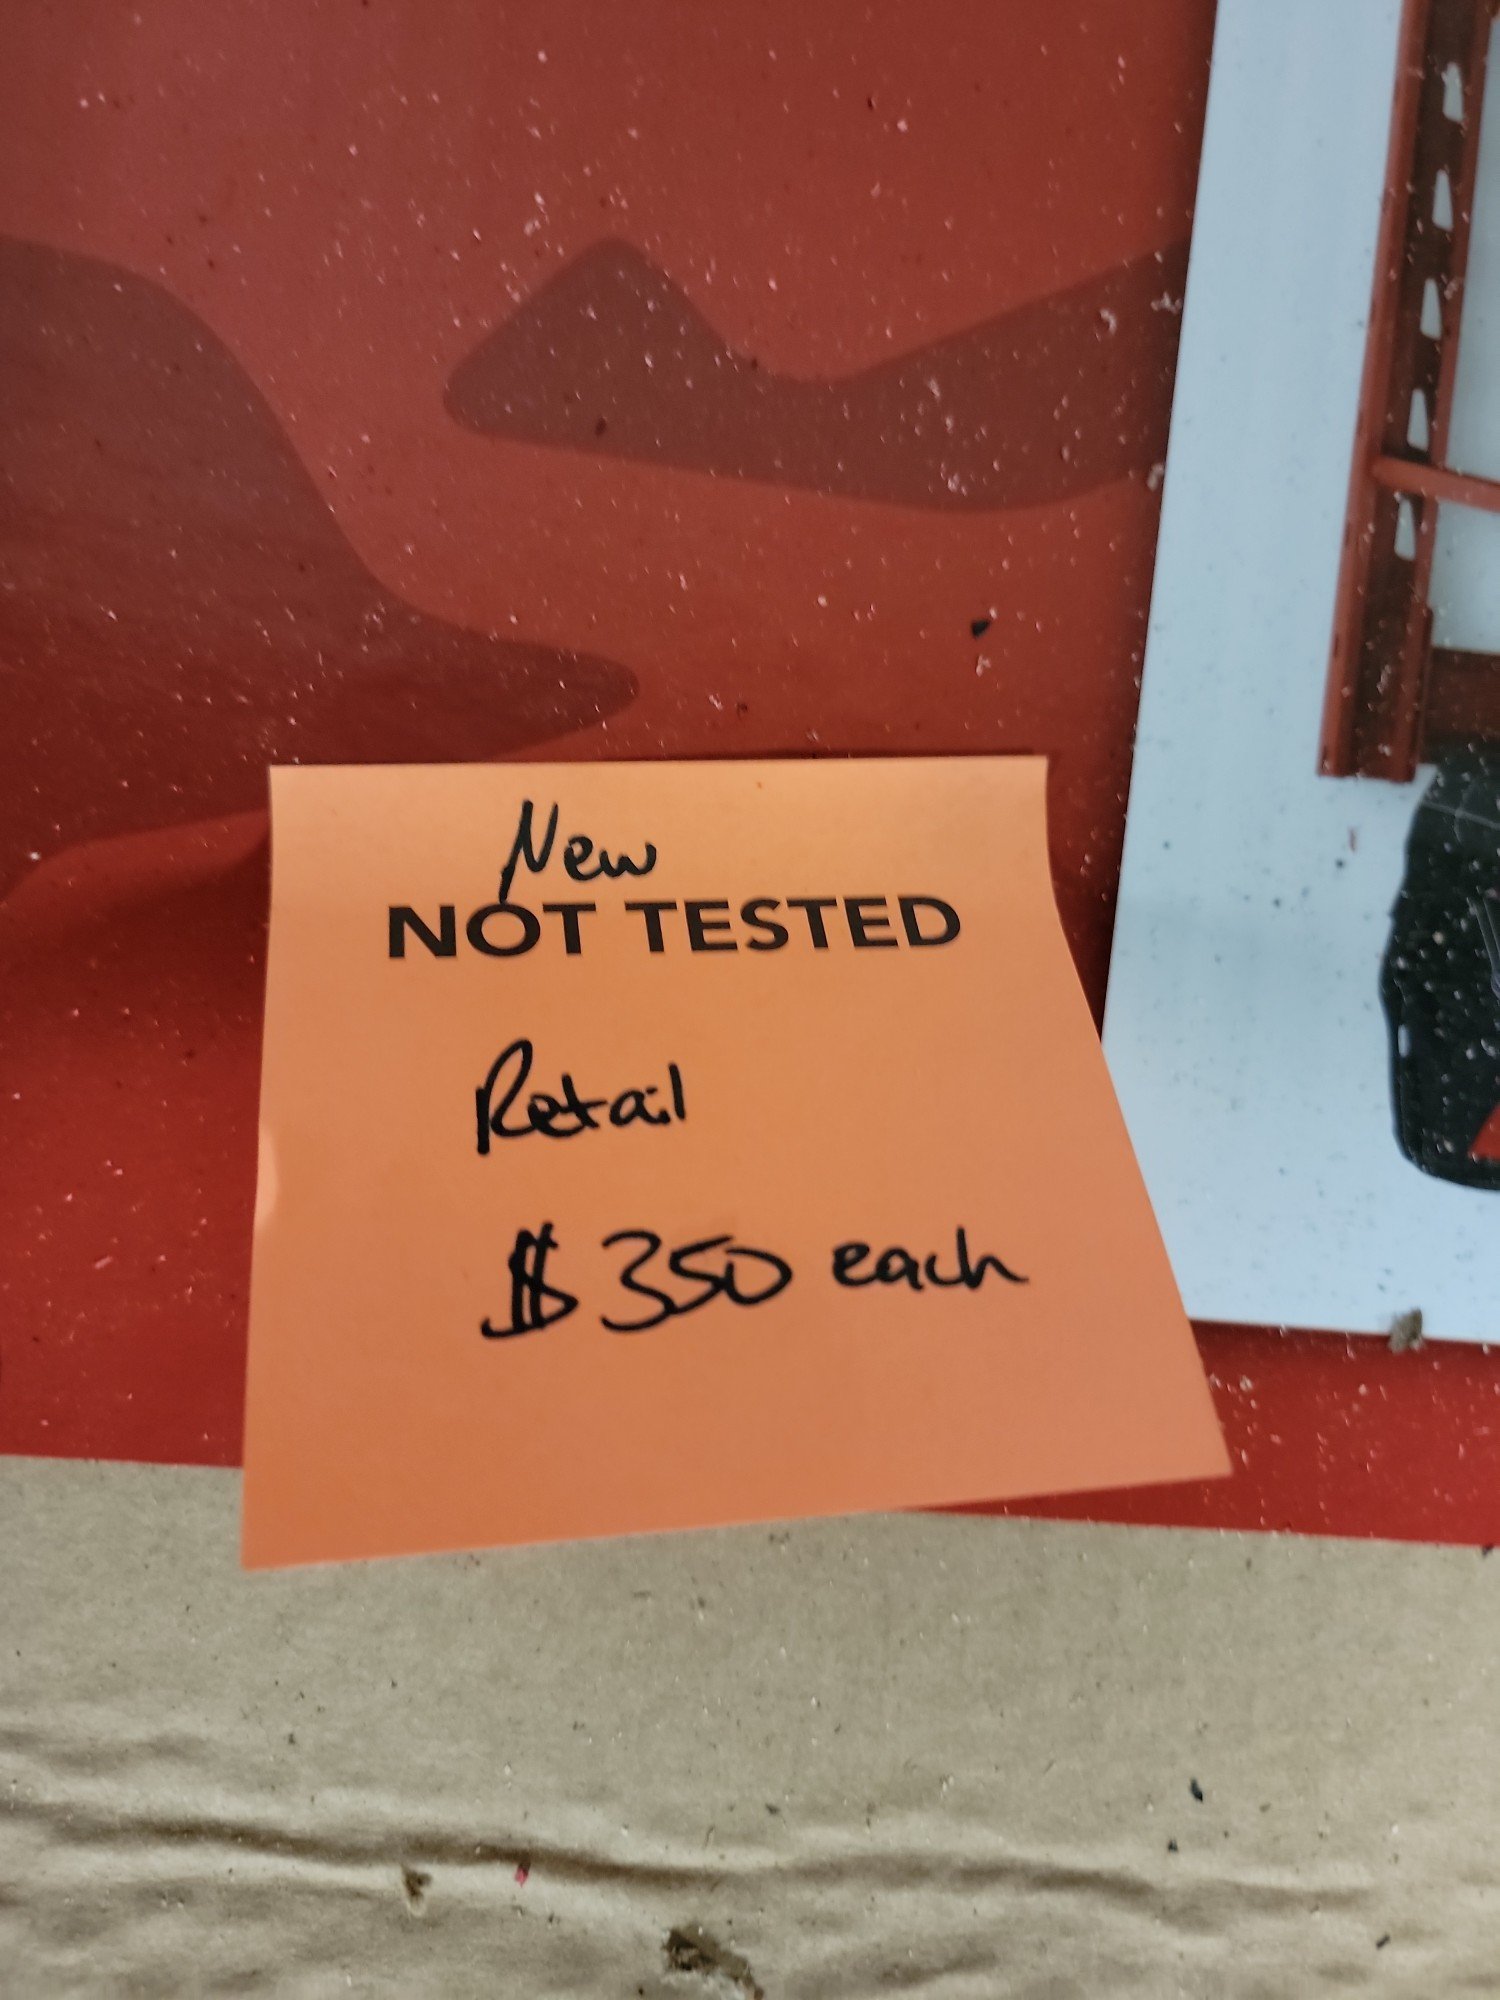 New
NOT TESTED
Retail
$350 each